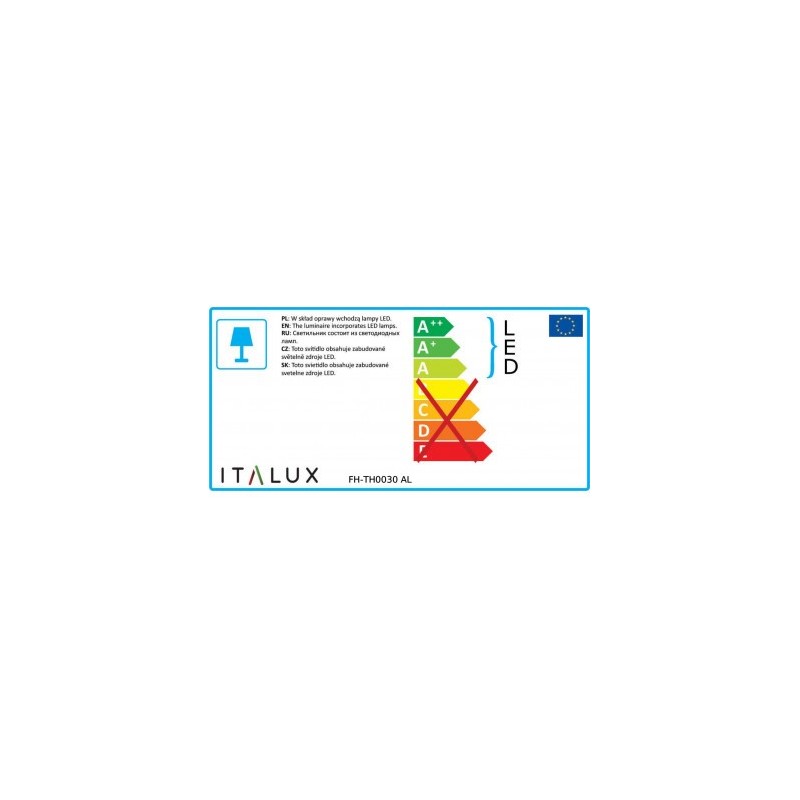 PL: W skład oprawy wchodzą lampy LED.
EN: The luminaire incorporates LED lamps.
RU: Светильник состоит из светодиодных
ламп.
CZ: Toto svítidlo obsahuje zabudované
světelné zdroje LED.
SK: Toto svietidlo obsahuje zabudované
svetelne zdroje LED.
A++
A+
A
C
D
LED
ITALUX
FH-TH0030 AL